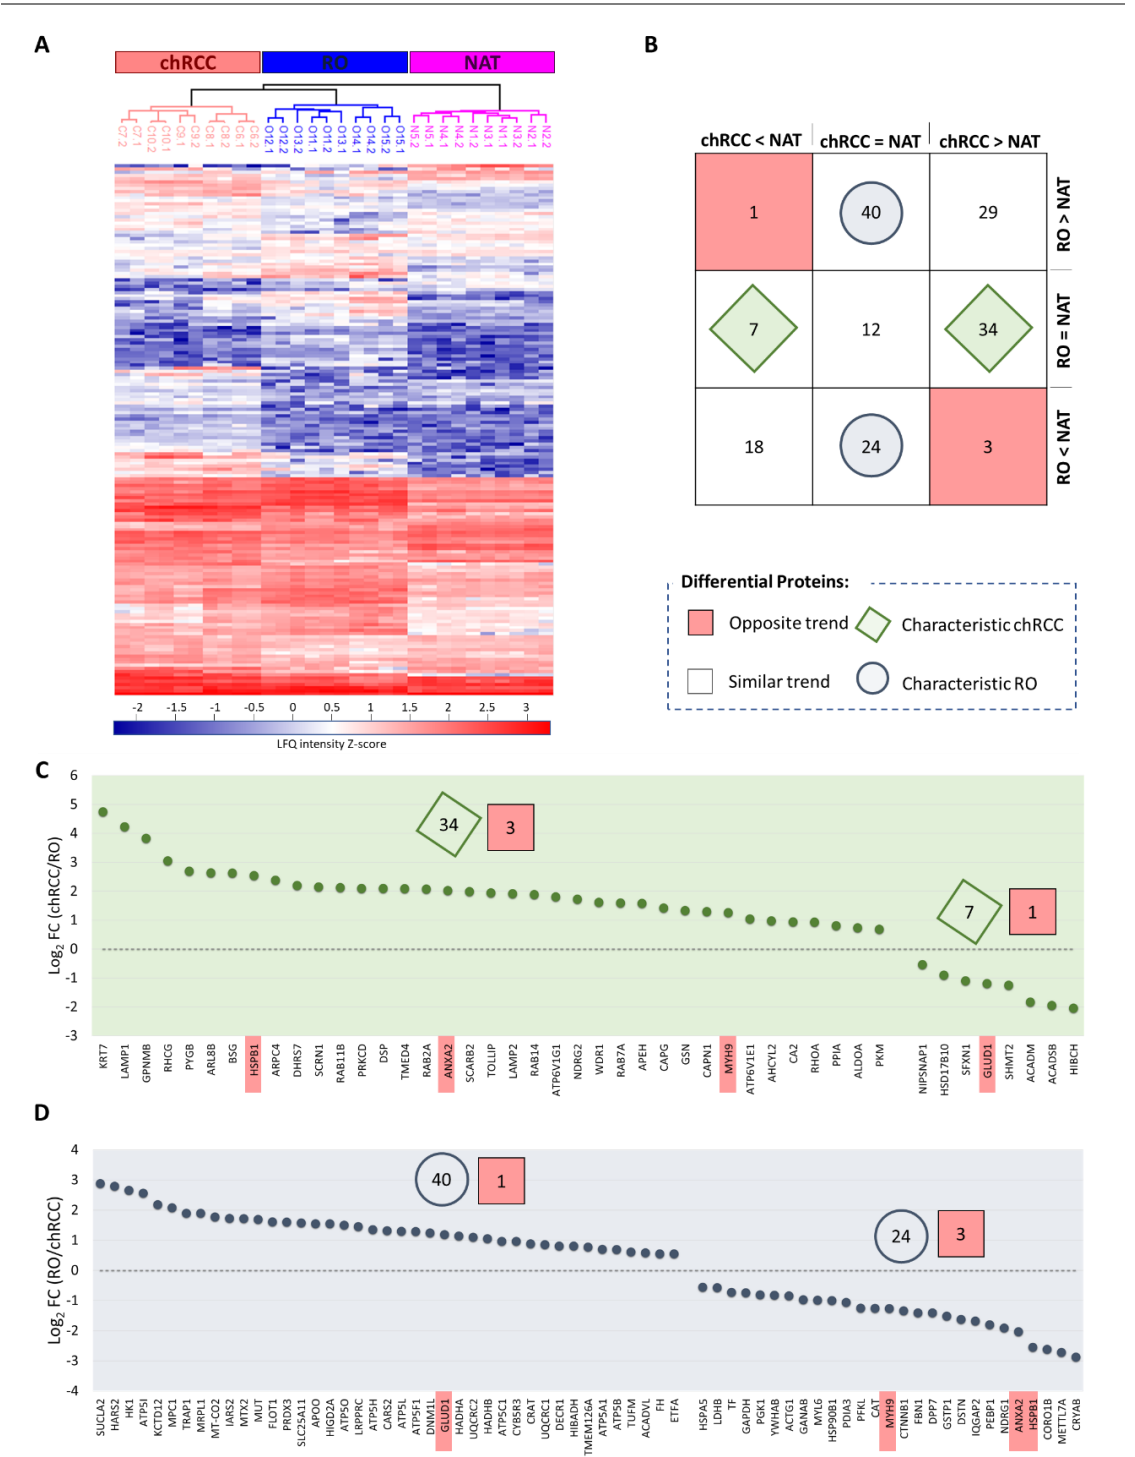 A
chRCC RO NAT
C7.2 C7.1 C10.2 C10.1 C9.1 C9.2 C8.1 C8.2 C6.1 C6.2 O12.1 O12.2 O13.2 O11.1 O11.2 O13.1 O14.1 O14.2 O15.2 O15.1 N5.2 N5.1 N4.1 N4.2 N1.2 N3.1 N1.1 N3.2 N2.1 N2.2
-2 -1.5 -1 -0.5 0 0.5 1 1.5 2 2.5 3
LFQ intensity Z-score
B
chRCC < NAT chRCC = NAT chRCC > NAT
1 40 29
RO > NAT
7 12 34
RO = NAT
18 24 3
RO < NAT
Differential Proteins:
Opposite trend Characteristic chRCC
Similar trend Characteristic RO
C
Log2 FC (chRCC/RO)
6
5
4
3
2
1
0
-1
-2
-3
34 3
7 1
KRT7 LAMP1 GPNMB RHCG PYGB ARL8B BSG HSPB1 ARPC4 DHRS7 SCRN1 RAB11B PRKCD DSP TMED4 RAB2A ANXA2 SCARB2 TOLLIP LAMP2 RAB14 ATP6V1G1 NDRG2 WDR1 RAB7A APEH CAPG GSN CAPN1 MYH9 ATP6V1E1 AHCYL2 CA2 RHOA PPIA ALDOA PKM NIPSNAP1 HSD17B10 SFXN1 GLUD1 SHMT2 ACADM ACADSB HIBCH
D
Log2 FC (RO/chRCC)
4
3
2
1
0
-1
-2
-3
-4
40 1
24 3
SUCLA2 HARS2 HK1 ATP5I KCTD12 MPC1 TRAP1 MRPL1 MT-CO2 IARS2 MTX2 MUT FLOT1 PRDX3 SLC25A11 APOO HIGD2A ATP5O LRPPRC ATP5H CARS2 ATP5L ATP5F1 DNM1L GLUD1 HADHA UQCRC2 HADHB ATP5C1 CYB5R3 CRAT UQCRC1 DECR1 HIBADH TMEM126A ATP5A1 ATP5B TUFM ACADVL FH ETFA HSPA5 LDHB TF GAPDH PGK1 YWHAB ACTG1 GANAB MYL6 HSP90B1 PDIA3 PFKL CAT MYH9 CTNNB1 FBN1 DPP7 GSTP1 DSTN IQGAP2 PEBP1 NDRG1 ANXA2 HSPB1 CORO1B METTL7A CRYAB